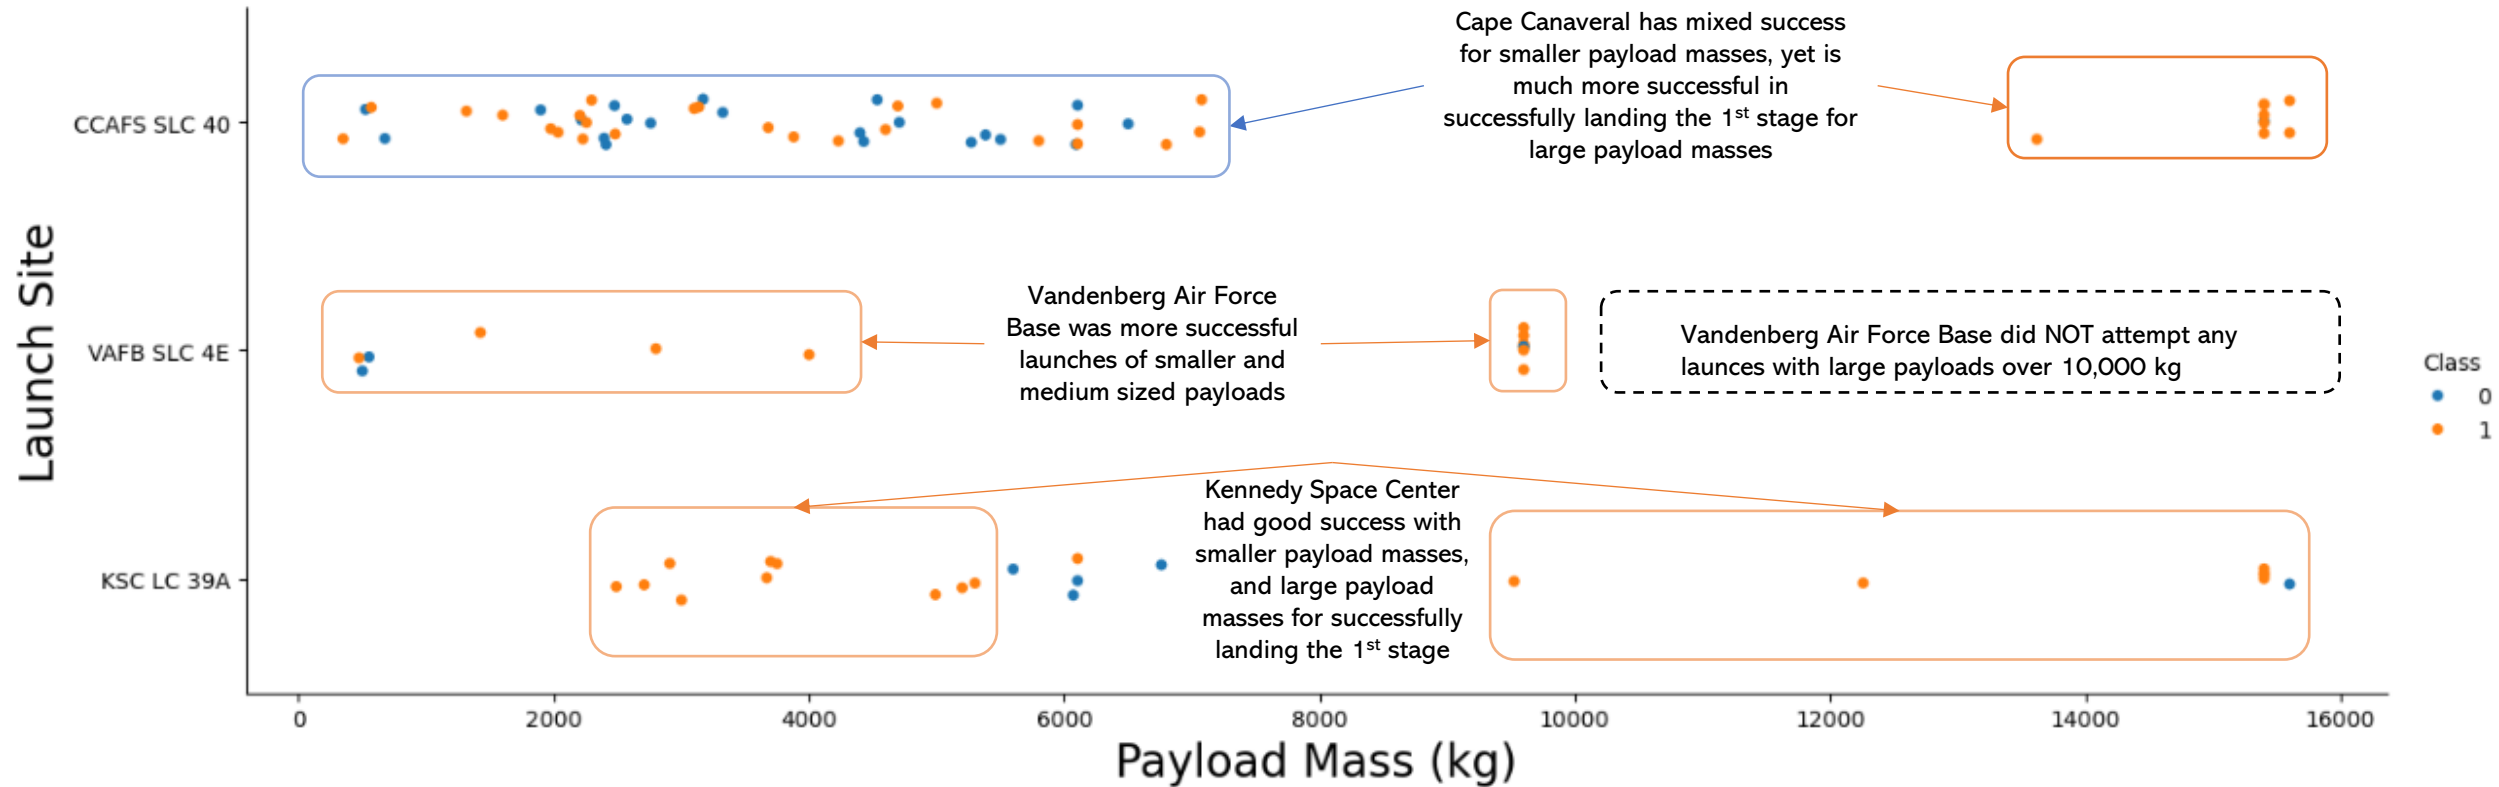 Cape Canaveral has mixed success
for smaller payload masses, yet is
much more successful in
successfully landing the 1st stage for
large payload masses
CCAFS SLC 40
Launch Site
Vandenberg Air Force
Base was more successful
launches of smaller and
medium sized payloads
Vandenberg Air Force Base did NOT attempt any
launces with large payloads over 10,000 kg
VAFB SLC 4E
Class
0
1
Kennedy Space Center
had good success with
smaller payload masses,
and large payload
masses for successfully
landing the 1st stage
KSC LC 39A
0 2000 4000 6000 8000 10000 12000 14000 16000
Payload Mass (kg)